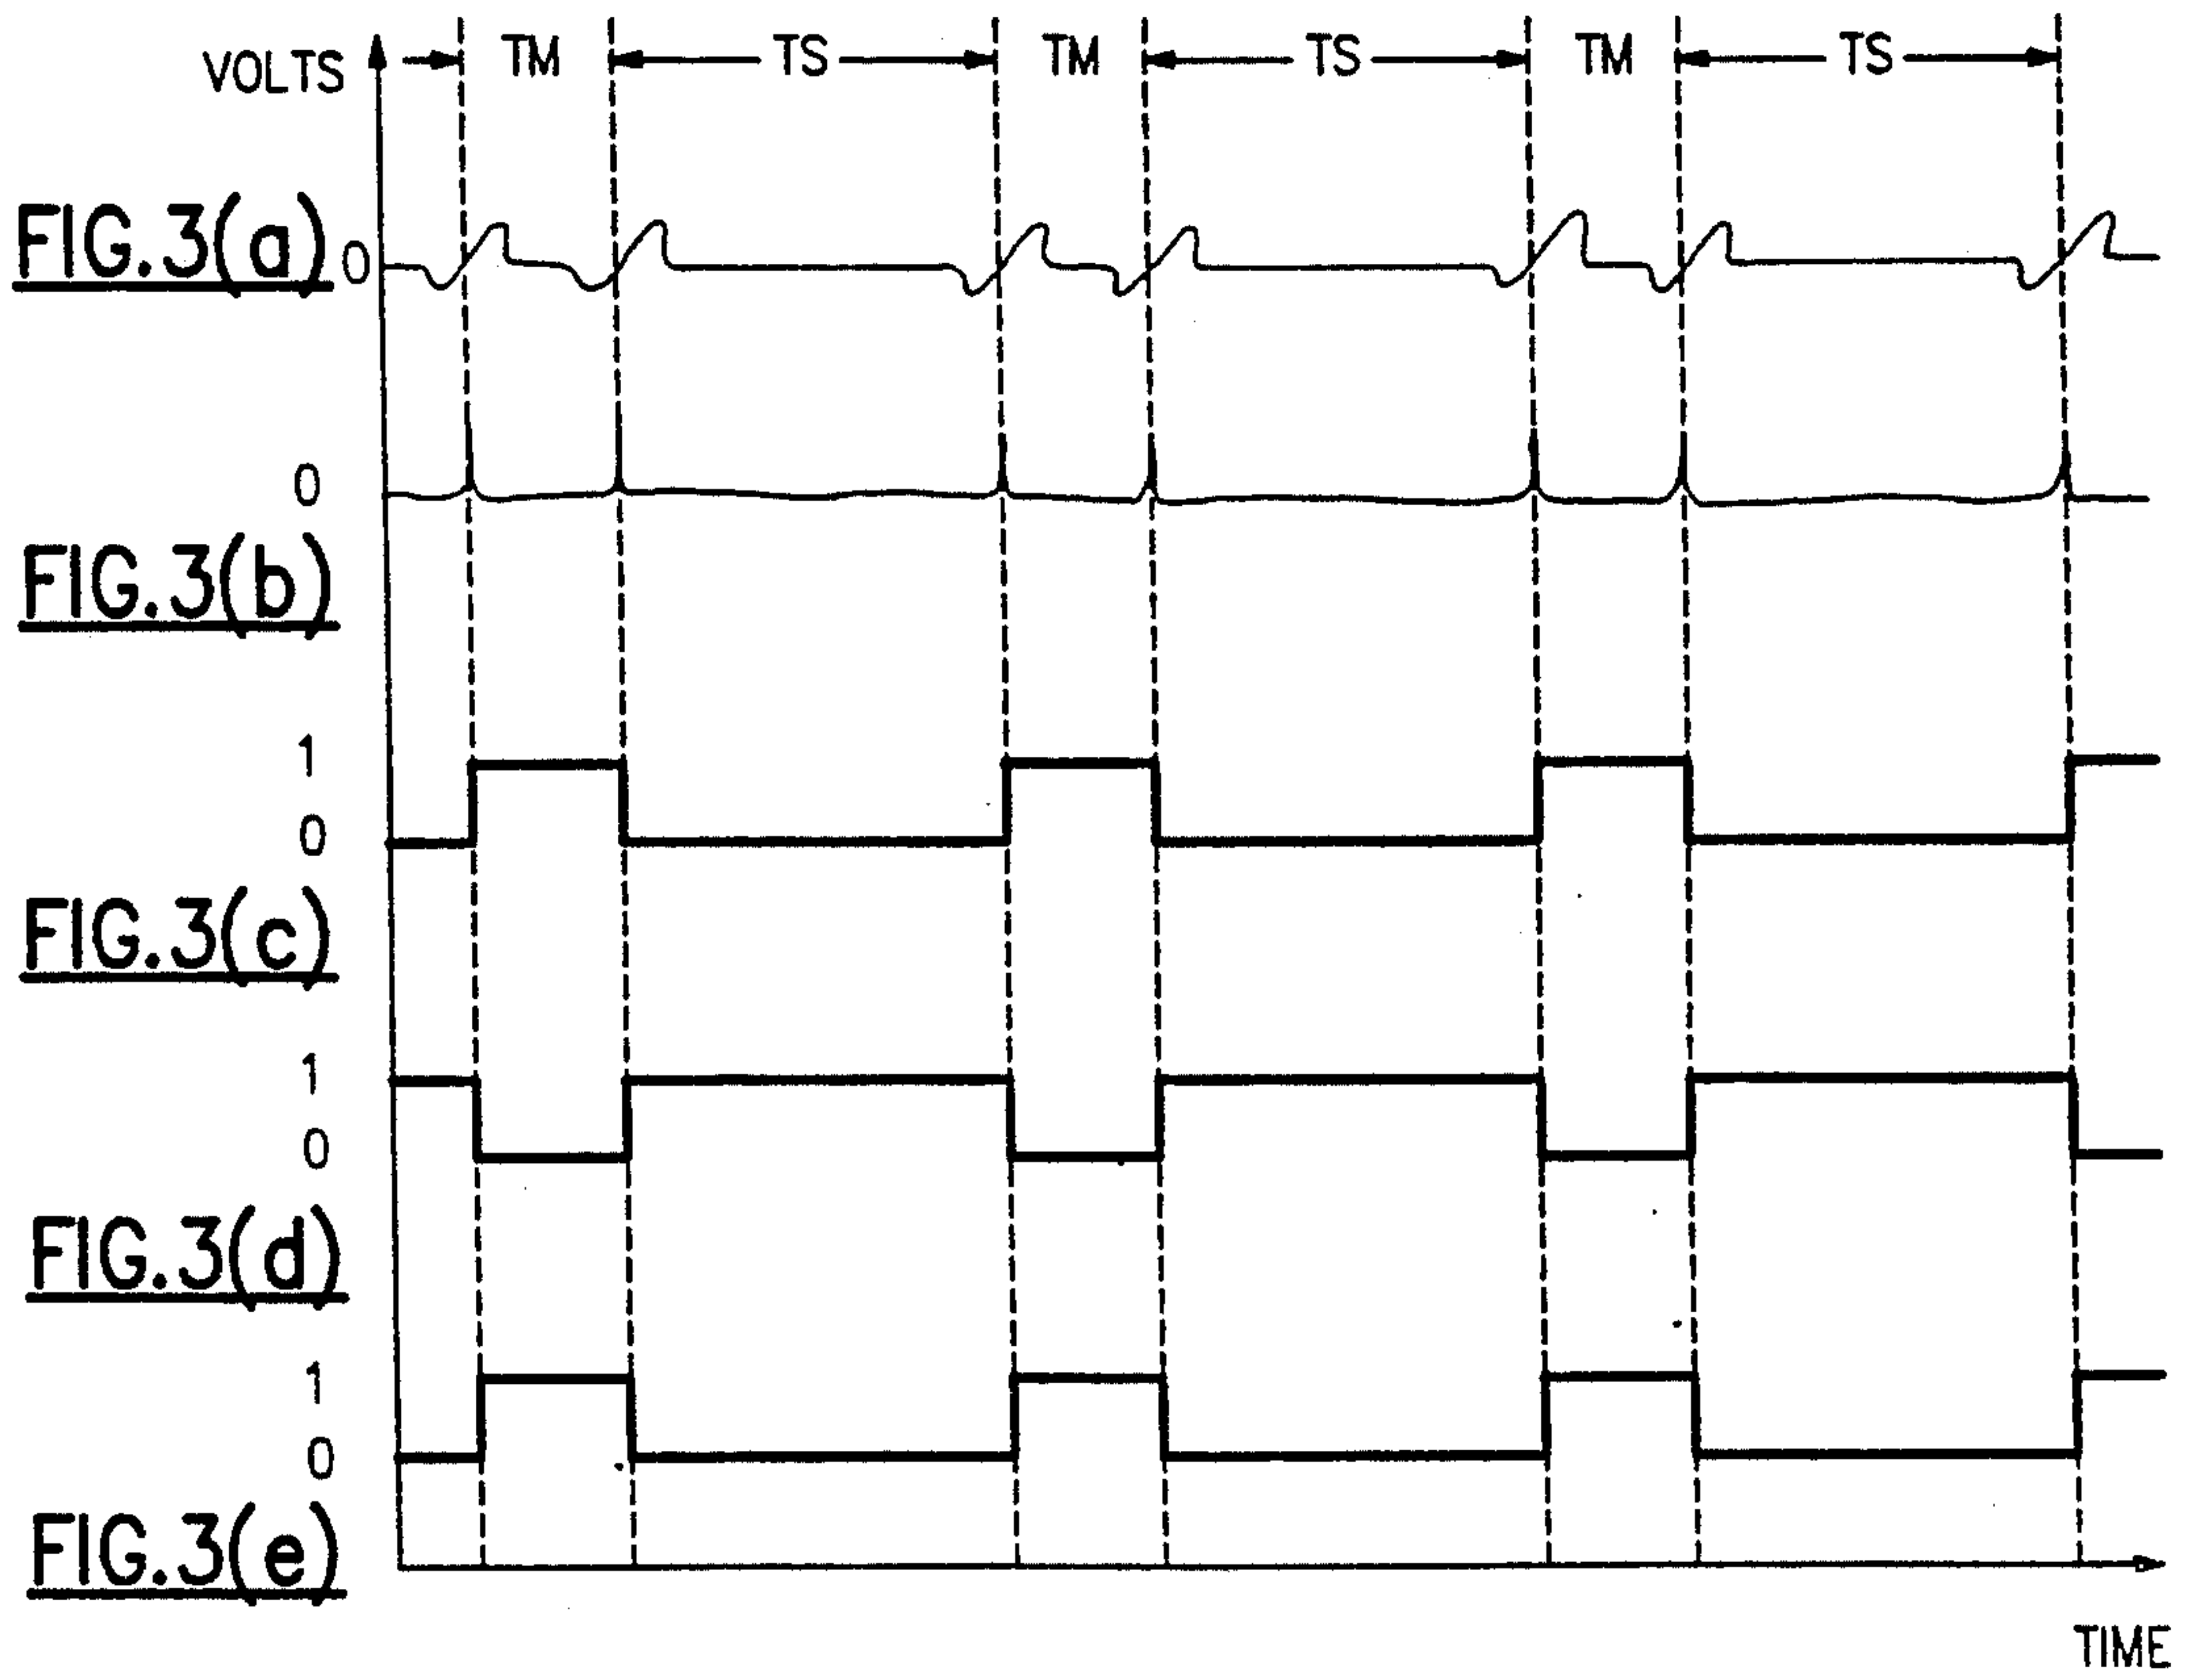 VOLTS TM TS TM TS TM TS
FIG.3(a) 0
0
FIG.3(b)
1
0
FIG.3(c)
1
0
FIG.3(d)
1
0
FIG.3(e)
TIME